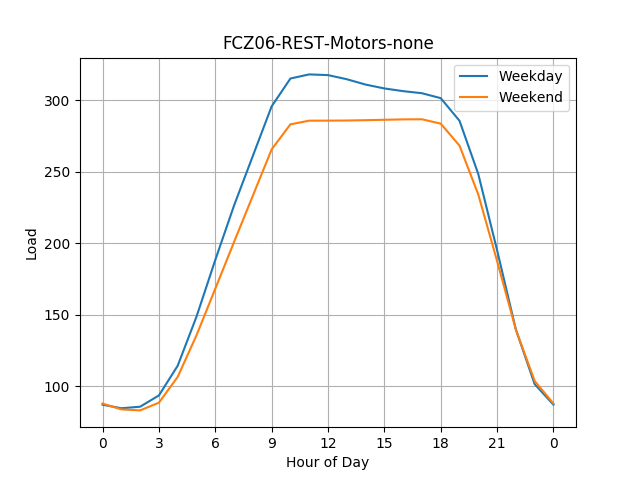 FCZ06-REST-Motors-none
Weekday
Weekend
300
250
200
150
100
Load
0 3 6 9 12 15 18 21 0
Hour of Day